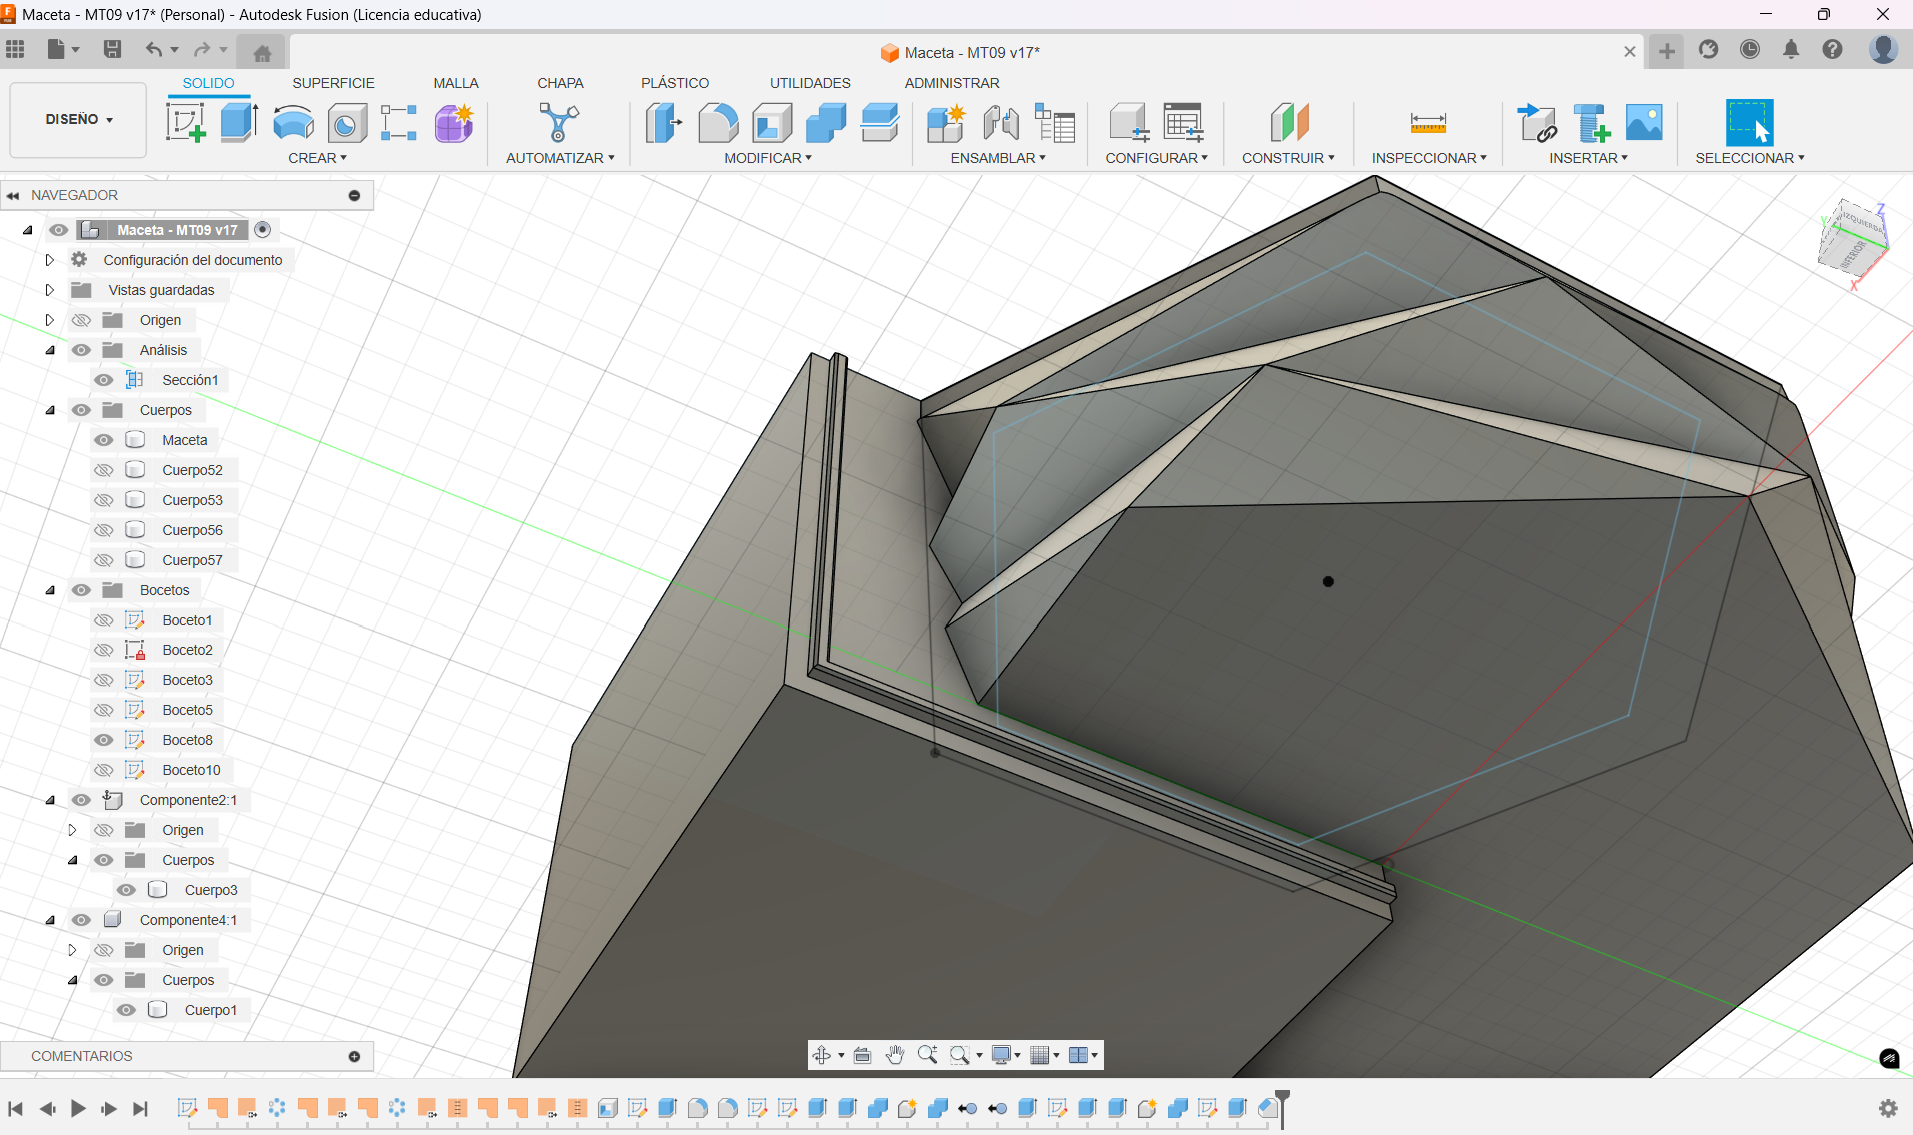 Maceta - MT09 v17* (Personal) - Autodesk Fusion (Licencia educativa)
Maceta - MT09 v17*
SOLIDO SUPERFICIE MALLA CHAPA PLÁSTICO UTILIDADES ADMINISTRAR
DISEÑO
CREAR AUTOMATIZAR MODIFICAR ENSAMBLAR CONFIGURAR CONSTRUIR INSPECCIONAR INSERTAR SELECCIONAR
NAVEGADOR
Maceta - MT09 v17
Configuración del documento
Vistas guardadas
Origen
Análisis
Sección1
Cuerpos
Maceta
Cuerpo52
Cuerpo53
Cuerpo56
Cuerpo57
Bocetos
Boceto1
Boceto2
Boceto3
Boceto5
Boceto8
Boceto10
Componente2:1
Origen
Cuerpos
Cuerpo3
Componente4:1
Origen
Cuerpos
Cuerpo1
COMENTARIOS
Z
Y
IZQUIERDA
INFERIOR
X